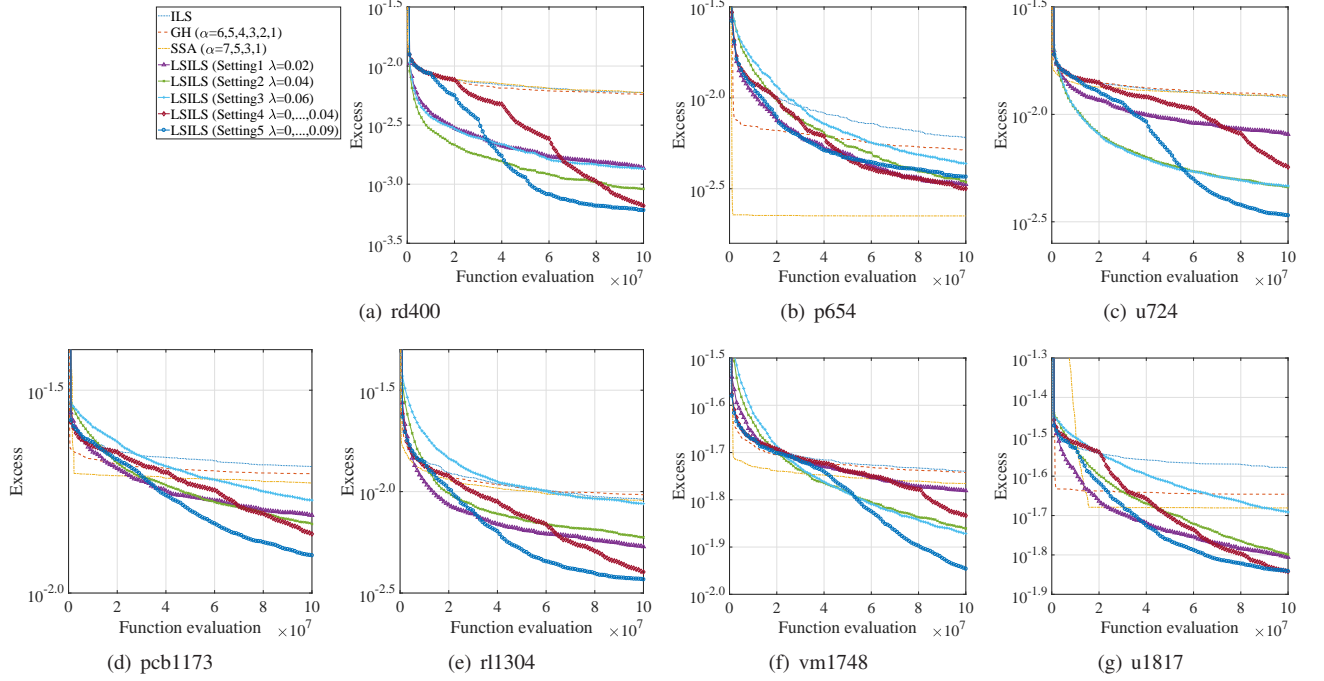 ILS
GH (α=6,5,4,3,2,1)
SSA (α=7,5,3,1)
LSILS (Setting1 λ=0.02)
LSILS (Setting2 λ=0.04)
LSILS (Setting3 λ=0.06)
LSILS (Setting4 λ=0,...,0.04)
LSILS (Setting5 λ=0,...,0.09)
Excess
10^-1.5
10^-2.0
10^-2.5
10^-3.0
10^-3.5
0 2 4 6 8 10
Function evaluation ×10^7
(a) rd400
Excess
10^-1.5
10^-2.0
10^-2.5
0 2 4 6 8 10
Function evaluation ×10^7
(b) p654
Excess
10^-1.5
10^-2.0
10^-2.5
0 2 4 6 8 10
Function evaluation ×10^7
(c) u724
Excess
10^-1.5
10^-2.0
0 2 4 6 8 10
Function evaluation ×10^7
(d) pcb1173
Excess
10^-1.5
10^-2.0
10^-2.5
0 2 4 6 8 10
Function evaluation ×10^7
(e) rl1304
Excess
10^-1.5
10^-1.6
10^-1.7
10^-1.8
10^-1.9
10^-2.0
0 2 4 6 8 10
Function evaluation ×10^7
(f) vm1748
Excess
10^-1.3
10^-1.4
10^-1.5
10^-1.6
10^-1.7
10^-1.8
10^-1.9
0 2 4 6 8 10
Function evaluation ×10^7
(g) u1817